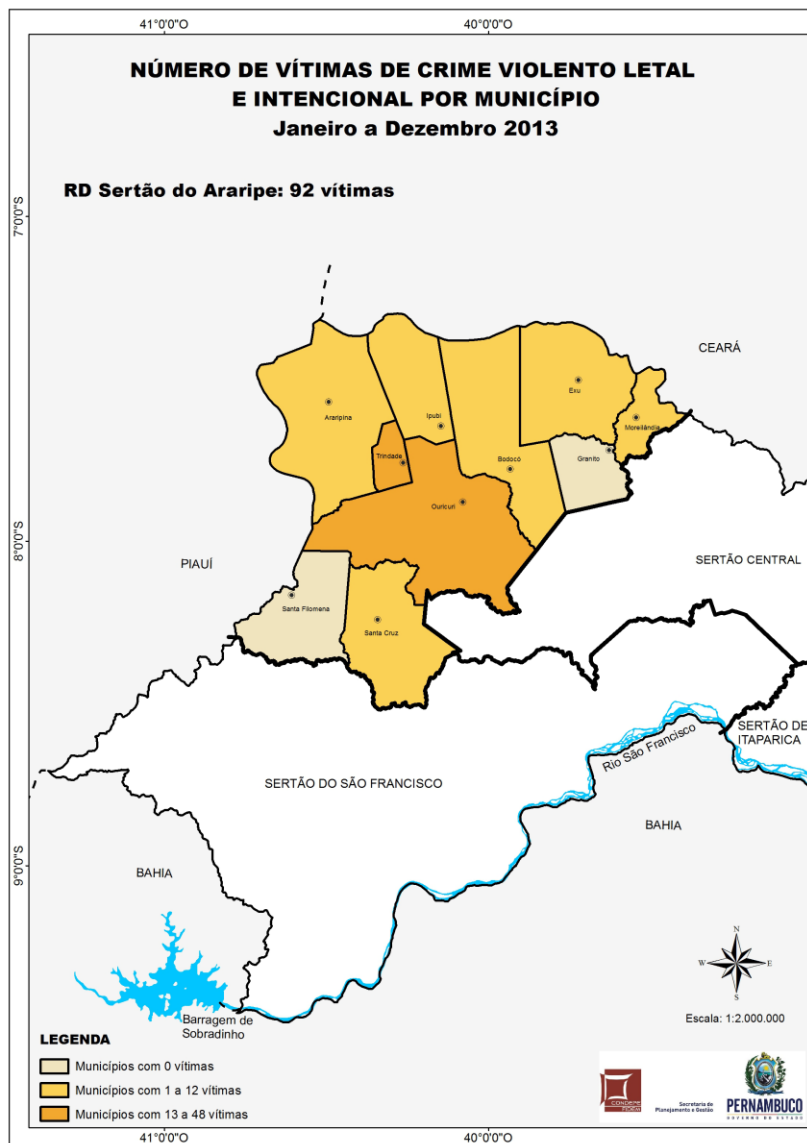 41°0'0"O
40°0'0"O
NÚMERO DE VÍTIMAS DE CRIME VIOLENTO LETAL
E INTENCIONAL POR MUNICÍPIO
Janeiro a Dezembro 2013
RD Sertão do Araripe: 92 vítimas
7°0'0"S
CEARÁ
Exu
Araripina
Ipubi
Moreilândia
Trindade
Bodocó
Granito
Ouricuri
8°0'0"S
PIAUÍ
SERTÃO CENTRAL
Santa Filomena
Santa Cruz
SERTÃO DE
ITAPARICA
Rio São Francisco
SERTÃO DO SÃO FRANCISCO
BAHIA
9°0'0"S
BAHIA
N
W
E
S
Barragem de
Sobradinho
Escala: 1:2.000.000
LEGENDA
Municípios com 0 vítimas
Municípios com 1 a 12 vítimas
Municípios com 13 a 48 vítimas
CONDEPE
FIDEM
Secretaria de
Planejamento e Gestão
PERNAMBUCO
GOVERNO DO ESTADO
41°0'0"O
40°0'0"O